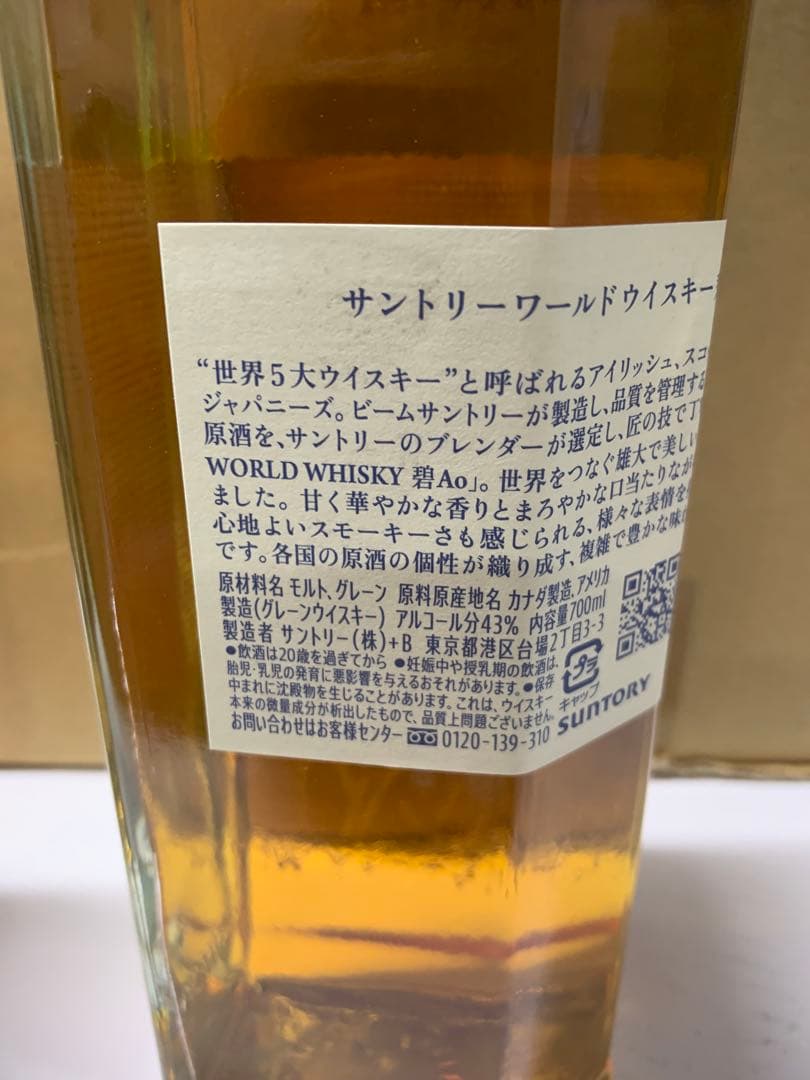 サントリーワールドウイスキー
“世界5大ウイスキー”と呼ばれるアイリッシュ、スコ
ジャパニーズ。ビームサントリーが製造し、品質を管理する
原酒を、サントリーのブレンダーが選定し、匠の技で丁
WORLD WHISKY 碧Ao」。世界をつなぐ雄大で美しい
ました。甘く華やかな香りとまろやかな口当たりなが
心地よいスモーキーさも感じられる、様々な表情を
です。各国の原酒の個性が織り成す、複雑で豊かな味
原材料名 モルト、グレーン 原料原産地名 カナダ製造、アメリカ
製造(グレーンウイスキー) アルコール分43% 内容量700ml
製造者 サントリー(株)+B 東京都港区台場2丁目3-3
●飲酒は20歳を過ぎてから ●妊娠中や授乳期の飲酒は、
胎児・乳児の発育に悪影響を与えるおそれがあります。●保存
中まれに沈殿物を生じることがあります。これは、ウイスキー
本来の微量成分が析出したもので、品質上問題ございません。
お問い合わせはお客様センター 0120-139-310
プラ
キャップ
SUNTORY